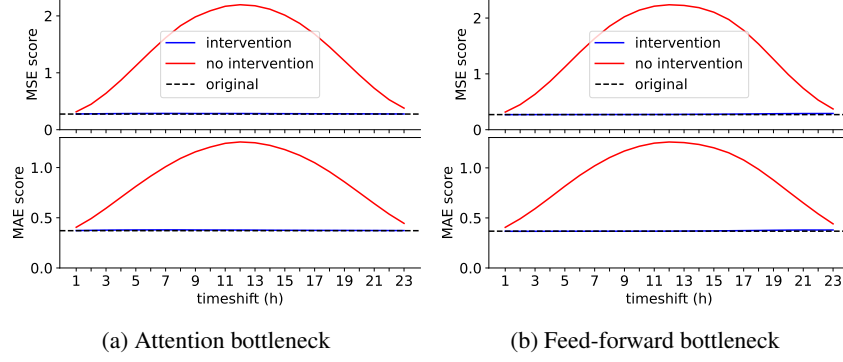 MSE score
2
1
0
intervention
no intervention
original
MAE score
1.0
0.5
0.0
1 3 5 7 9 11 13 15 17 19 21 23
timeshift (h)
(a) Attention bottleneck
MSE score
2
1
0
intervention
no intervention
original
MAE score
1.0
0.5
0.0
1 3 5 7 9 11 13 15 17 19 21 23
timeshift (h)
(b) Feed-forward bottleneck